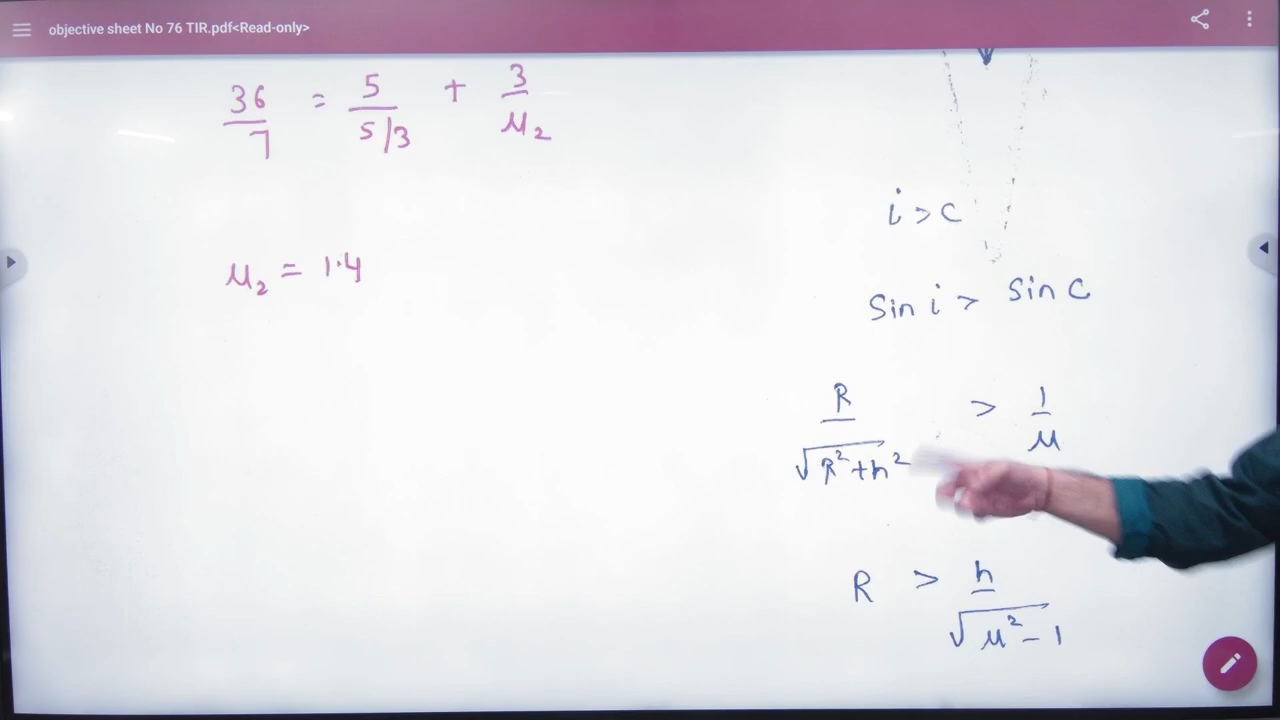 objective sheet No 76 TIR.pdf<Read-only>
36/7 = 5/(5/3) + 3/μ₂
μ₂ = 1.4
i > c
Sin i > Sin C
R/√(R²+h²) > 1/μ
R > h/√(μ²-1)